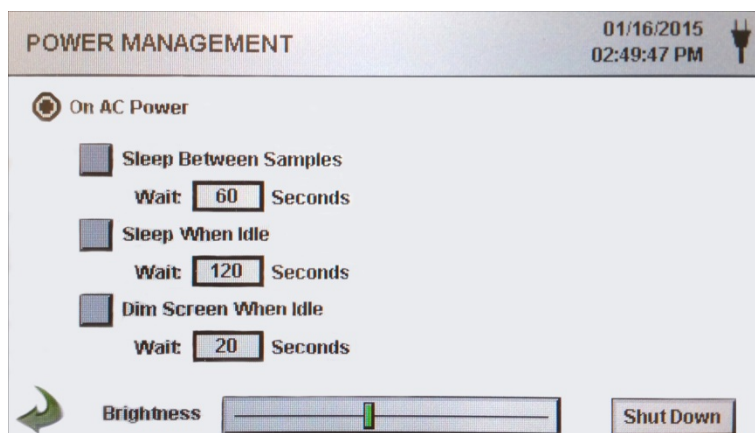 POWER MANAGEMENT
01/16/2015
02:49:47 PM
On AC Power
Sleep Between Samples
Wait: 60 Seconds
Sleep When Idle
Wait: 120 Seconds
Dim Screen When Idle
Wait: 20 Seconds
Brightness
Shut Down